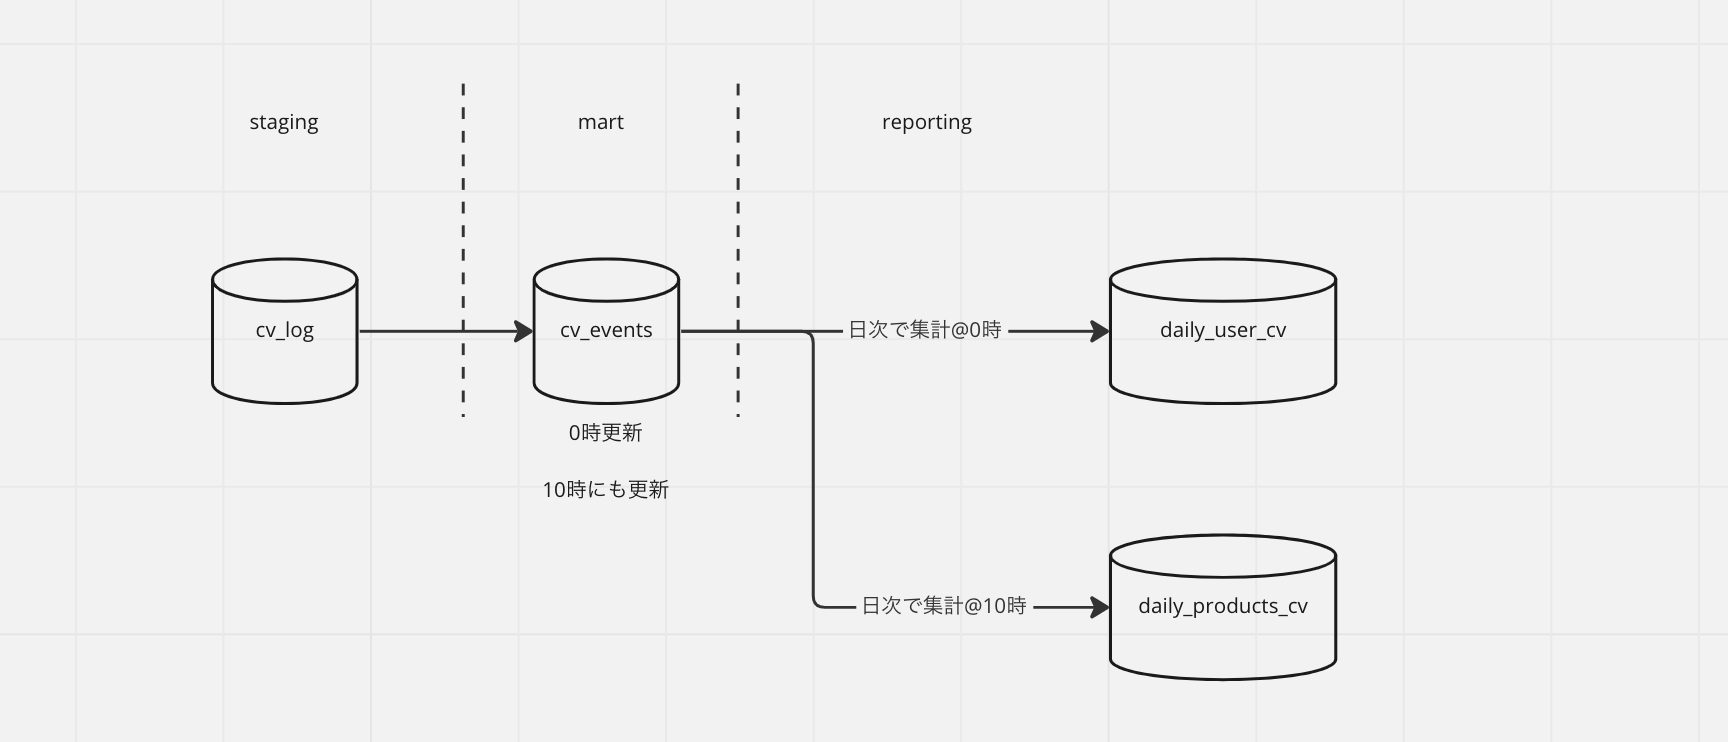 staging
mart
reporting
cv_log
cv_events
日次で集計@0時
daily_user_cv
0時更新
10時にも更新
日次で集計@10時
daily_products_cv